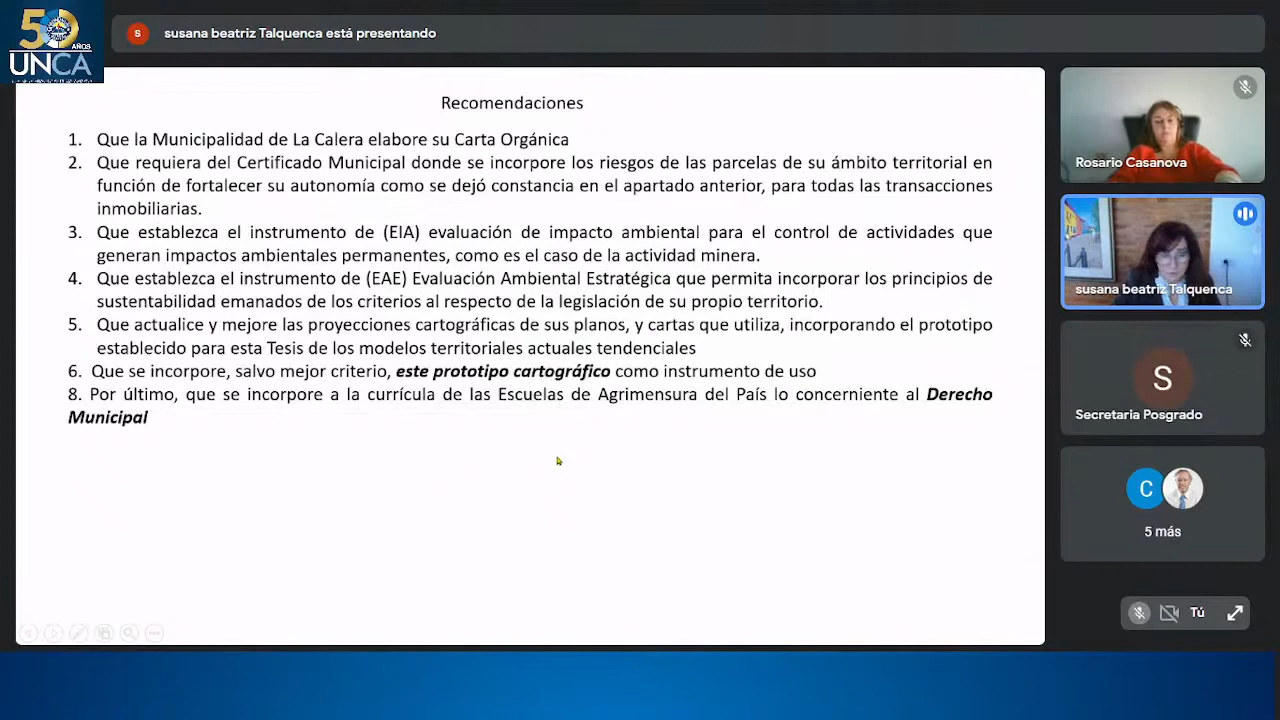 50 AÑOS
UNCA
S
susana beatriz Talquenca está presentando
Recomendaciones
1. Que la Municipalidad de La Calera elabore su Carta Orgánica
2. Que requiera del Certificado Municipal donde se incorpore los riesgos de las parcelas de su ámbito territorial en
función de fortalecer su autonomía como se dejó constancia en el apartado anterior, para todas las transacciones
inmobiliarias.
3. Que establezca el instrumento de (EIA) evaluación de impacto ambiental para el control de actividades que
generan impactos ambientales permanentes, como es el caso de la actividad minera.
4. Que establezca el instrumento de (EAE) Evaluación Ambiental Estratégica que permita incorporar los principios de
sustentabilidad emanados de los criterios al respecto de la legislación de su propio territorio.
5. Que actualice y mejore las proyecciones cartográficas de sus planos, y cartas que utiliza, incorporando el prototipo
establecido para esta Tesis de los modelos territoriales actuales tendenciales
6. Que se incorpore, salvo mejor criterio, este prototipo cartográfico como instrumento de uso
8. Por último, que se incorpore a la currícula de las Escuelas de Agrimensura del País lo concerniente al Derecho
Municipal
Rosario Casanova
susana beatriz Talquenca
S
Secretaria Posgrado
C
5 más
Tú